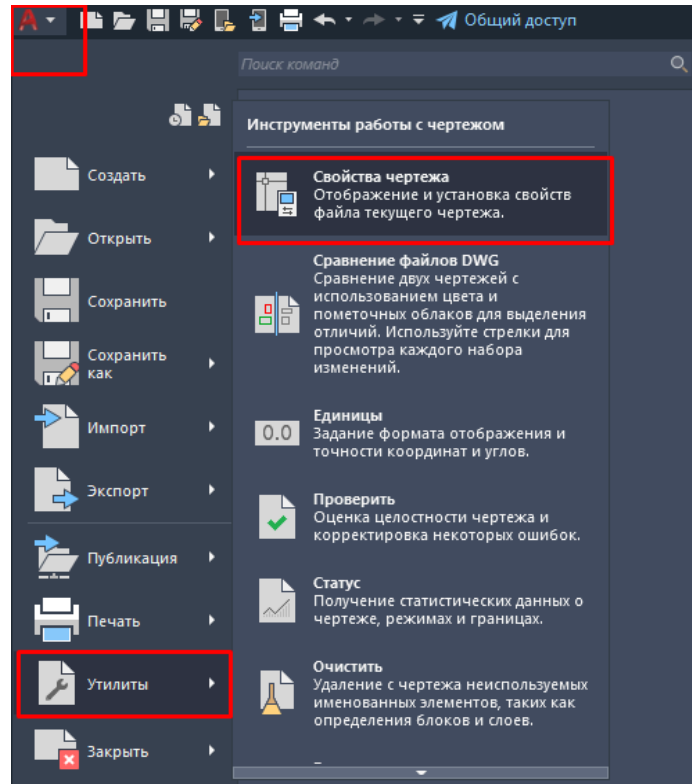 Общий доступ
Поиск команд
Инструменты работы с чертежом
Создать
Открыть
Сохранить
Сохранить
как
Импорт
Экспорт
Публикация
Печать
Утилиты
Закрыть
Свойства чертежа
Отображение и установка свойств
файла текущего чертежа.
Сравнение файлов DWG
Сравнение двух чертежей с
использованием цвета и
пометочных облаков для выделения
отличий. Используйте стрелки для
просмотра каждого набора
изменений.
0.0
Единицы
Задание формата отображения и
точности координат и углов.
Проверить
Оценка целостности чертежа и
корректировка некоторых ошибок.
Статус
Получение статистических данных о
чертеже, режимах и границах.
Очистить
Удаление с чертежа неиспользуемых
именованных элементов, таких как
определения блоков и слоев.